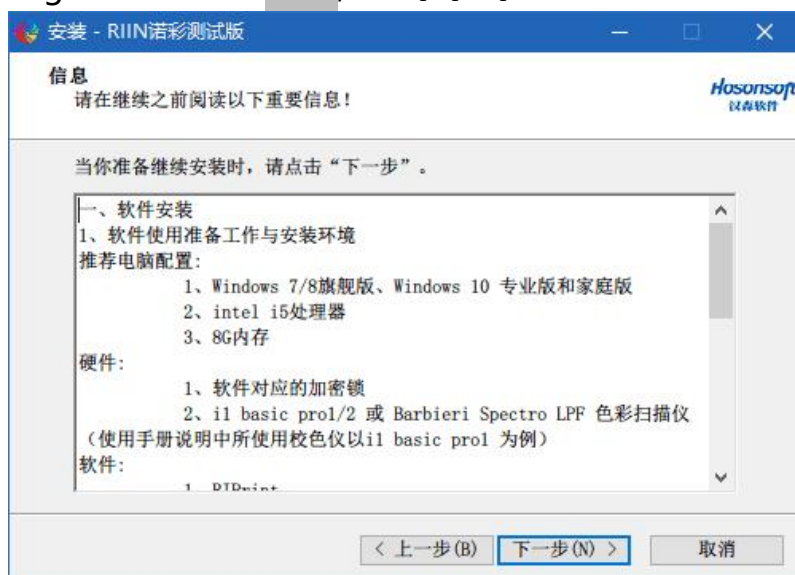 安装 - RIIN诺彩测试版
信息
请在继续之前阅读以下重要信息！
Hosonsoft
汉森软件
当你准备继续安装时，请点击“下一步”。
一、软件安装
1、软件使用准备工作与安装环境
推荐电脑配置:
1、Windows 7/8旗舰版、Windows 10 专业版和家庭版
2、intel i5处理器
3、8G内存
硬件:
1、软件对应的加密锁
2、i1 basic pro1/2 或 Barbieri Spectro LPF 色彩扫描仪
（使用手册说明中所使用校色仪以i1 basic pro1 为例）
软件:
< 上一步(B)
下一步(N) >
取消